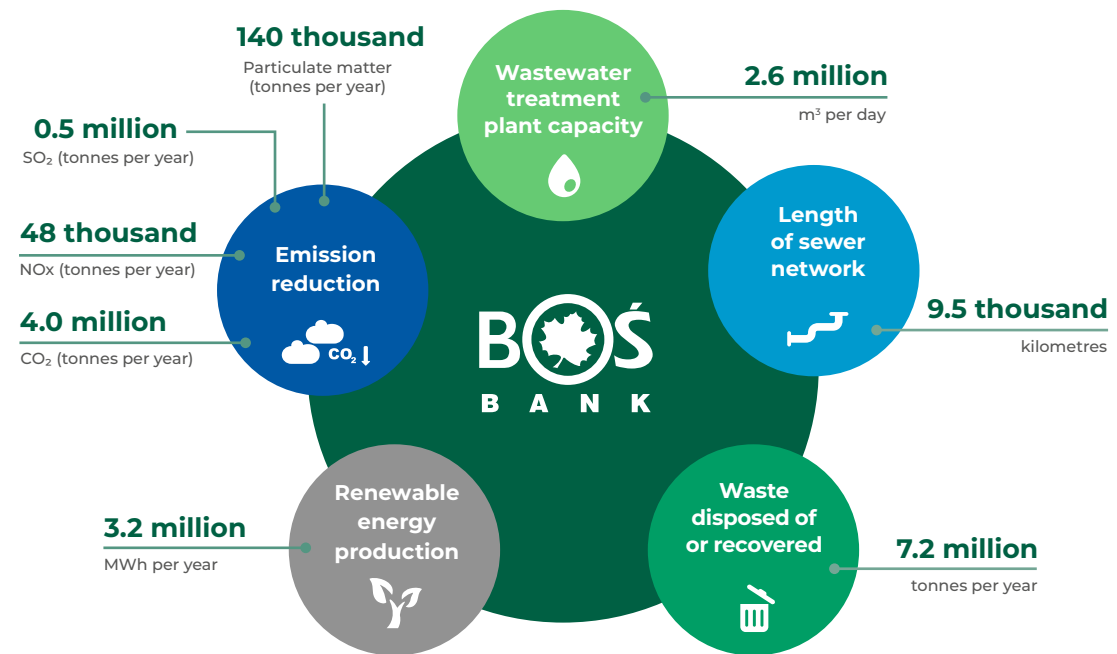 140 thousand
Particulate matter
(tonnes per year)
0.5 million
SO₂ (tonnes per year)
48 thousand
NOx (tonnes per year)
4.0 million
CO₂ (tonnes per year)
Emission
reduction
CO₂
Wastewater
treatment
plant capacity
2.6 million
m³ per day
Length
of sewer
network
9.5 thousand
kilometres
BOŚ
BANK
Renewable
energy
production
3.2 million
MWh per year
Waste
disposed of
or recovered
7.2 million
tonnes per year